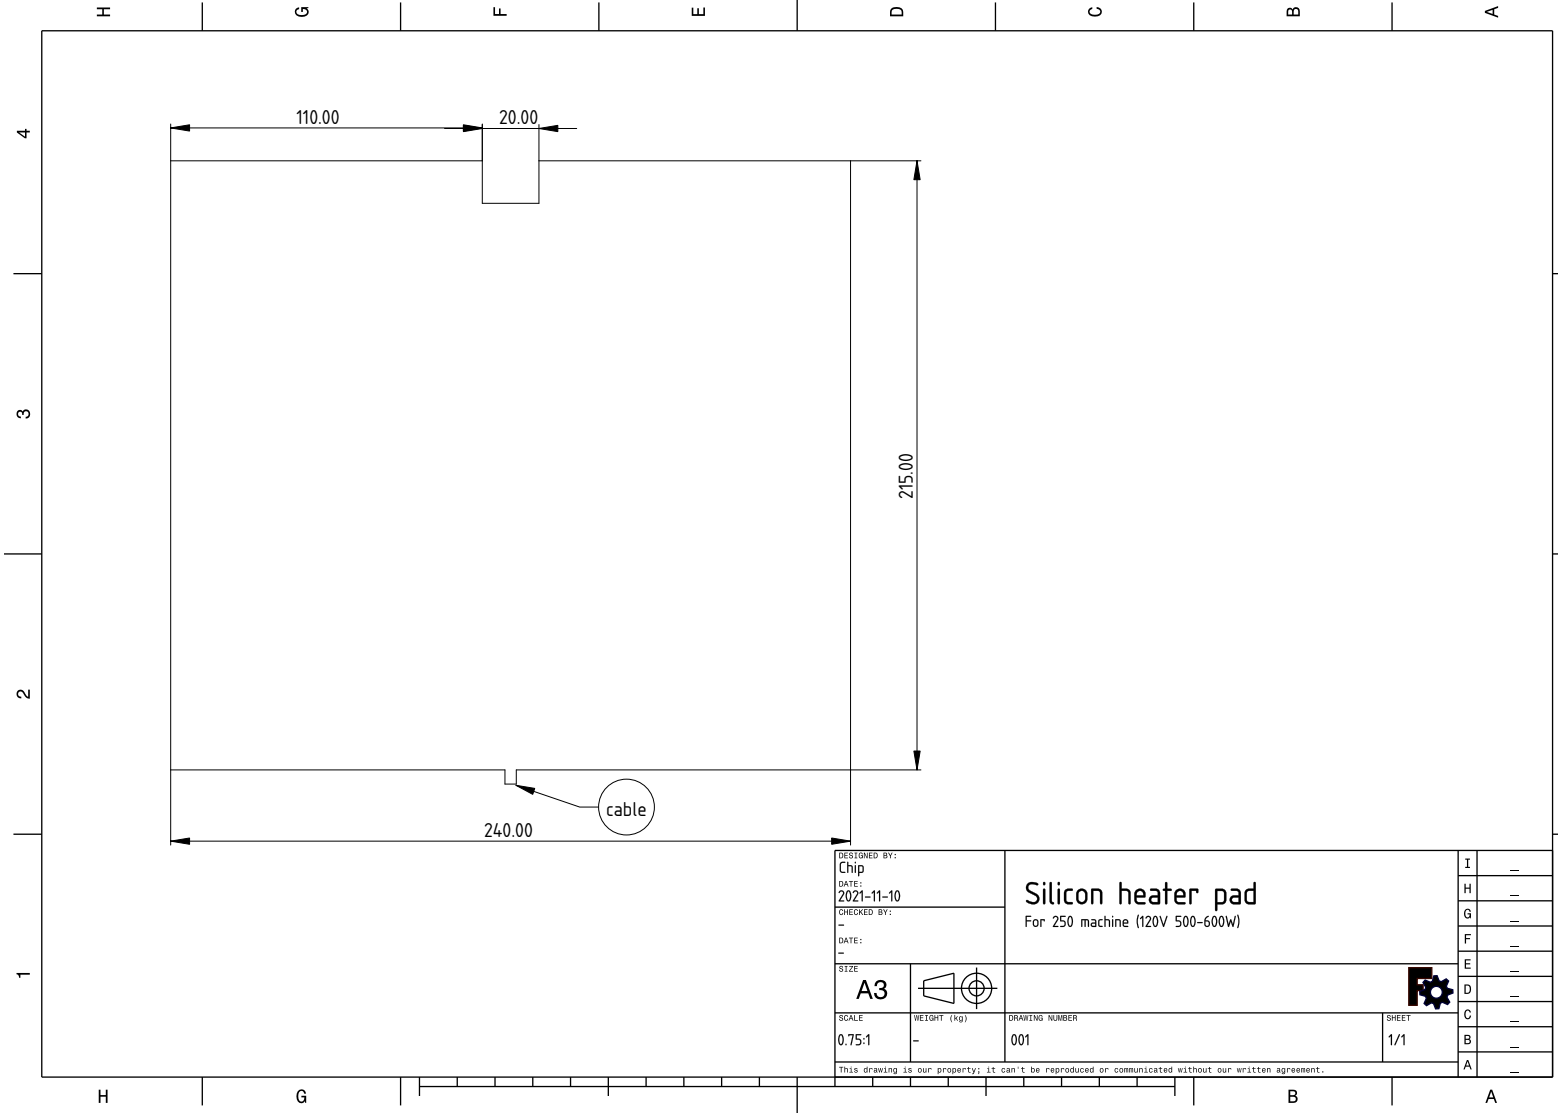 H G F E D C B A
4
110.00 20.00
3
215.00
2
cable
240.00
1
DESIGNED BY:
Chip
DATE:
2021-11-10
CHECKED BY:
-
DATE:
-
Silicon heater pad
For 250 machine (120V 500-600W)
SIZE
A3
SCALE
0.75:1
WEIGHT (kg)
-
DRAWING NUMBER
001
SHEET
1/1
This drawing is our property; it can't be reproduced or communicated without our written agreement.
I _
H _
G _
F _
E _
D _
C _
B _
A _
H G B A